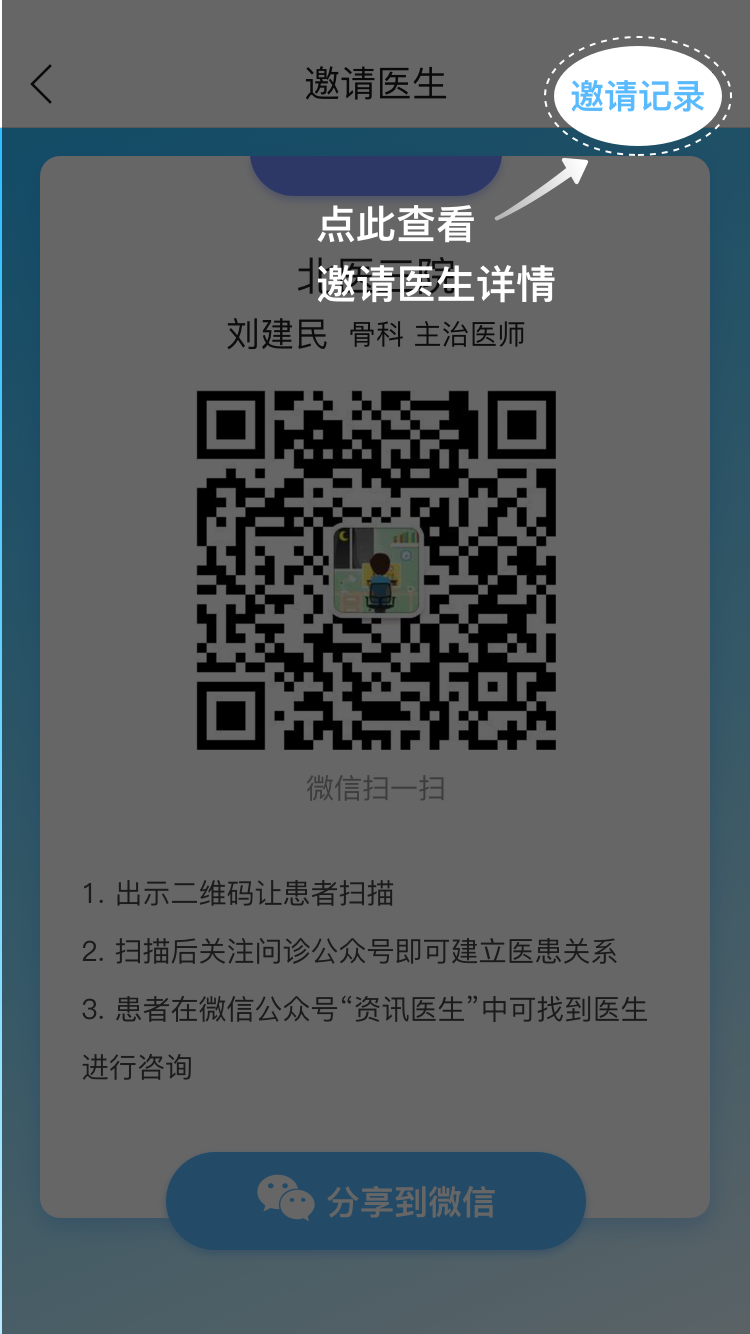 邀请医生
邀请记录
点此查看
北医三院
邀请医生详情
刘建民 骨科 主治医师
微信扫一扫
1. 出示二维码让患者扫描
2. 扫描后关注问诊公众号即可建立医患关系
3. 患者在微信公众号“资讯医生”中可找到医生
进行咨询
分享到微信